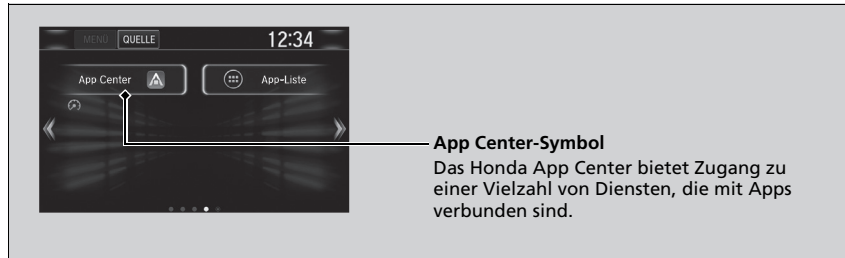 MENÜ QUELLE 12:34
App Center App-Liste
App Center-Symbol
Das Honda App Center bietet Zugang zu
einer Vielzahl von Diensten, die mit Apps
verbunden sind.